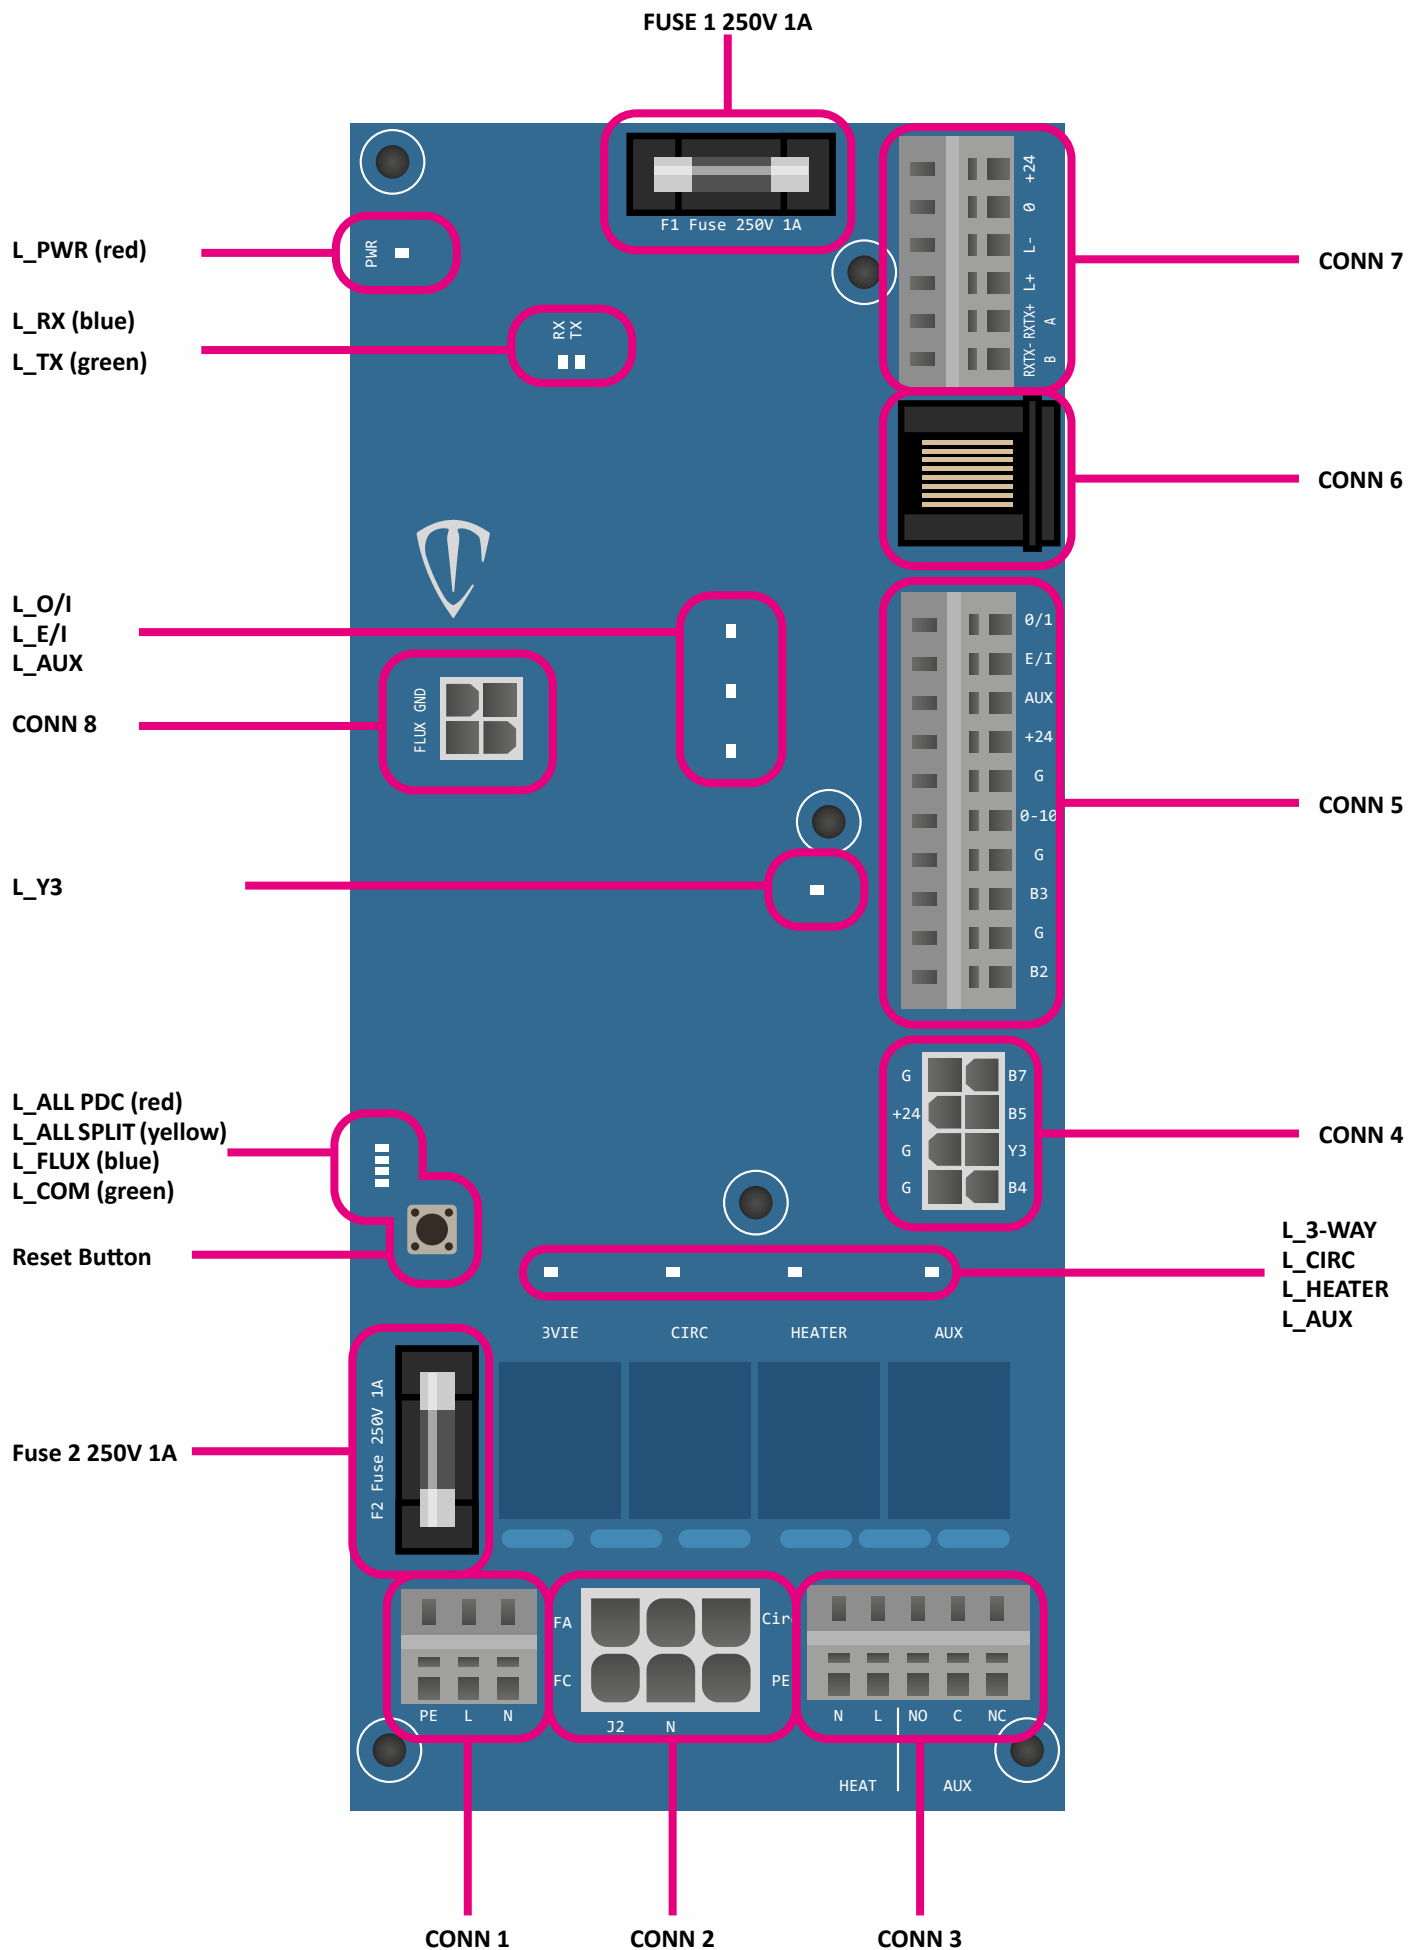 FUSE 1 250V 1A
F1 Fuse 250V 1A
L_PWR (red)
PWR
L_RX (blue)
L_TX (green)
RX
TX
+24
0
L-
L+
RXTX+ A
RXTX- B
CONN 7
CONN 6
L_O/I
L_E/I
L_AUX
CONN 8
FLUX GND
0/1
E/I
AUX
+24
G
0-10
G
B3
G
B2
CONN 5
L_Y3
L_ALL PDC (red)
L_ALL SPLIT (yellow)
L_FLUX (blue)
L_COM (green)
Reset Button
G B7
+24 B5
G Y3
G B4
CONN 4
L_3-WAY
L_CIRC
L_HEATER
L_AUX
3VIE CIRC HEATER AUX
Fuse 2 250V 1A
F2 Fuse 250V 1A
FA Cir
FC PE
J2 N
PE L N
N L NO C NC
HEAT AUX
CONN 1
CONN 2
CONN 3